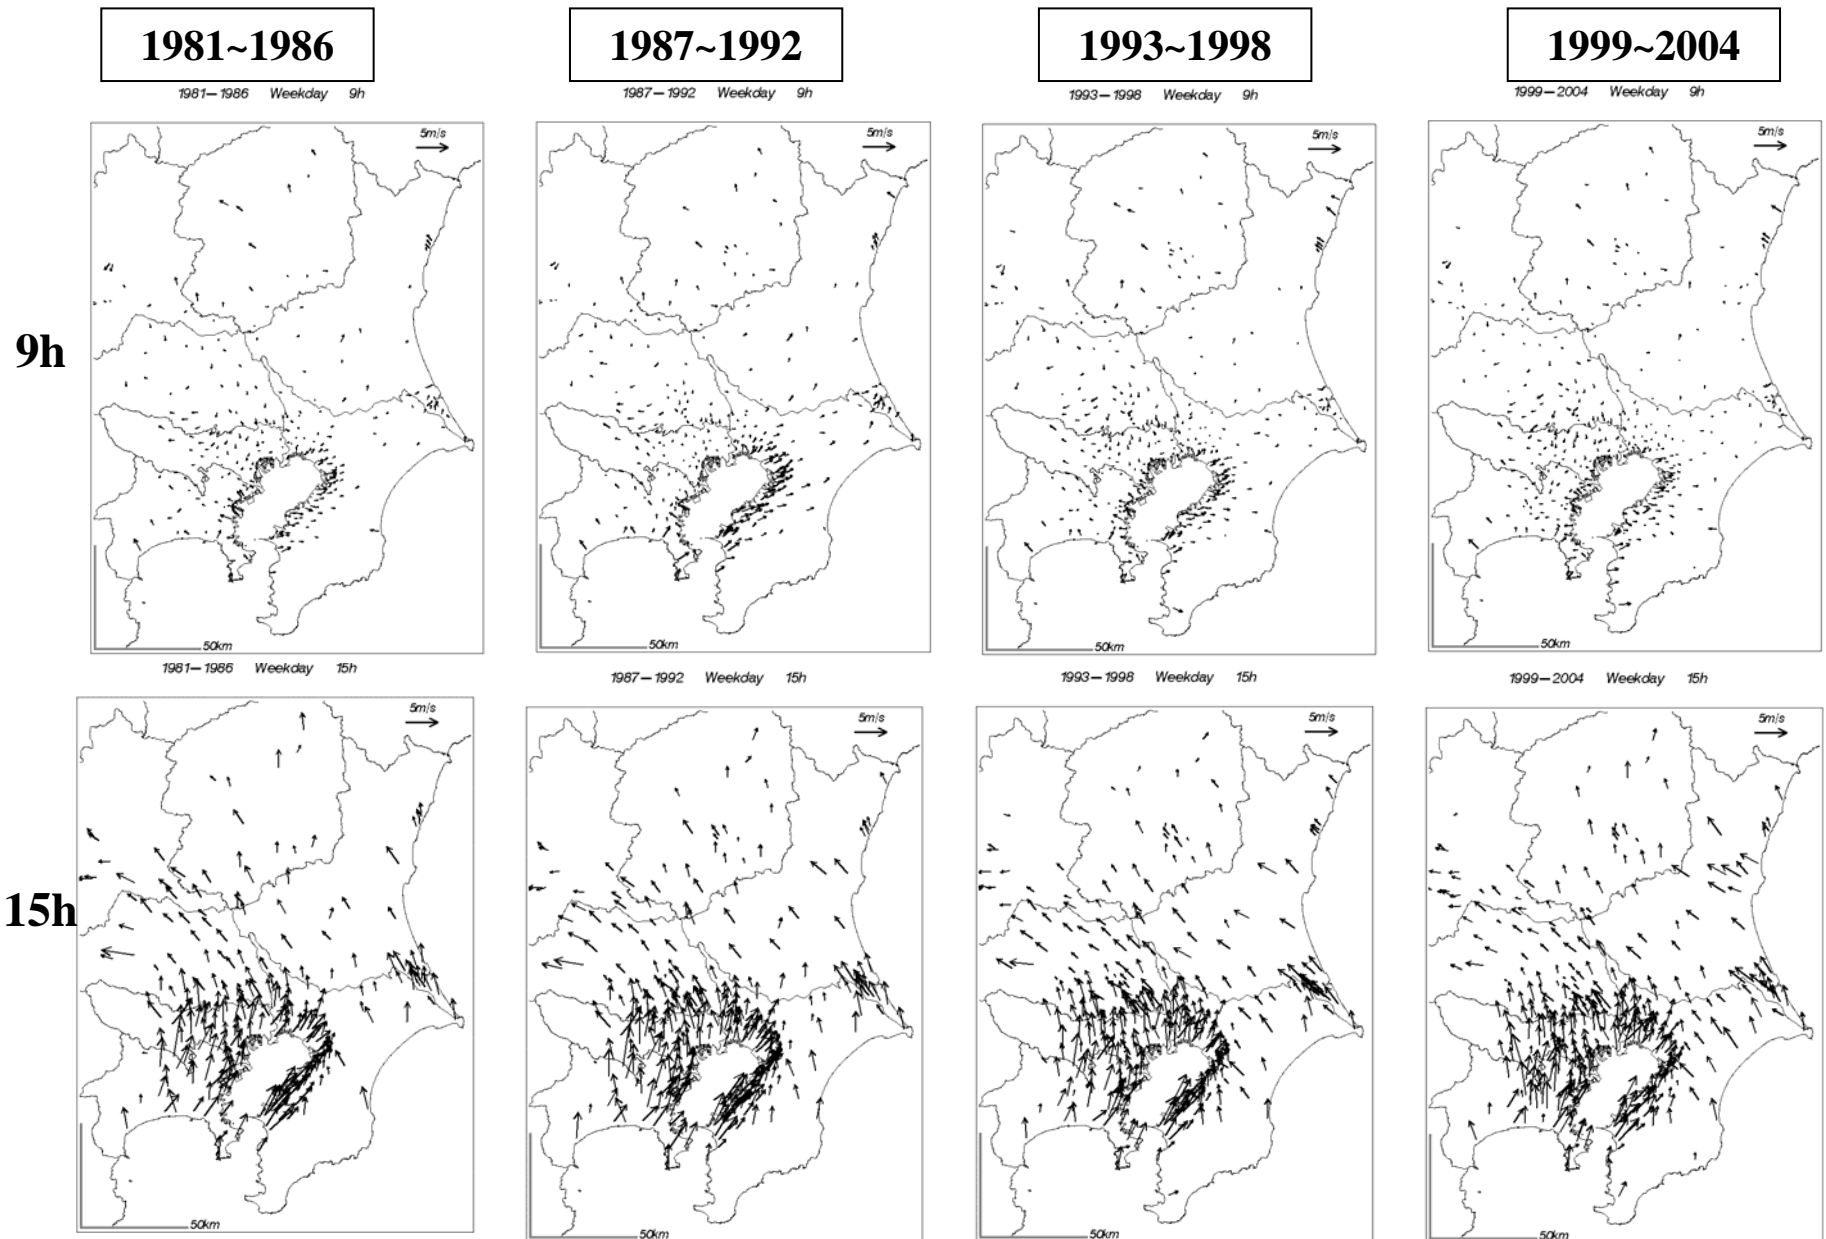 1981~1986
1987~1992
1993~1998
1999~2004
1981—1986 Weekday 9h
1987—1992 Weekday 9h
1993—1998 Weekday 9h
1999—2004 Weekday 9h
5m/s
5m/s
5m/s
5m/s
9h
50km
50km
50km
50km
1981—1986 Weekday 15h
1987—1992 Weekday 15h
1993—1998 Weekday 15h
1999—2004 Weekday 15h
5m/s
5m/s
5m/s
5m/s
15h
50km
50km
50km
50km